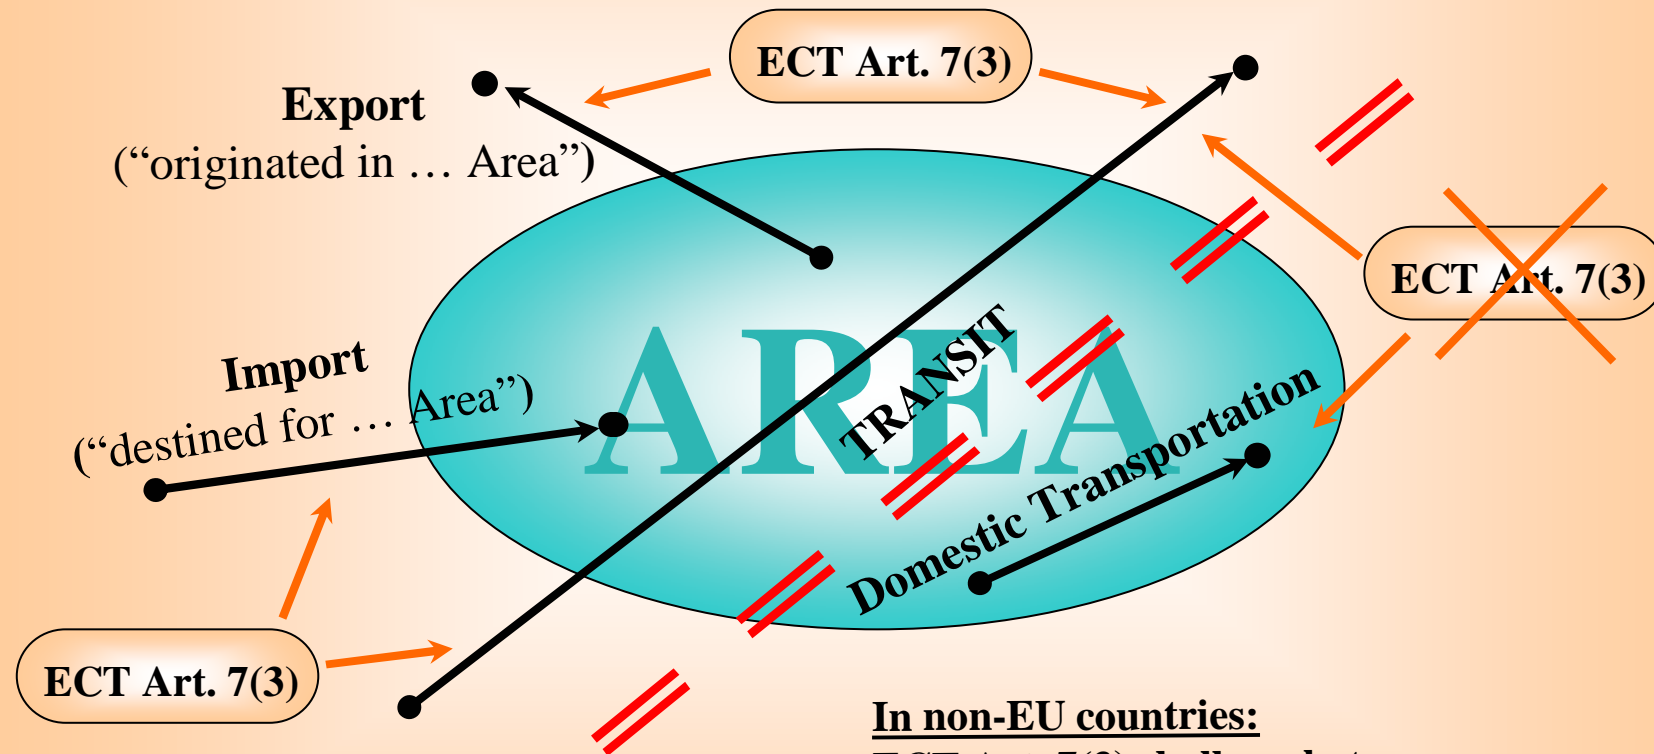 ECT Art. 7(3)
Export
(“originated in … Area”)
ECT Art. 7(3)
Import
(“destined for … Area”)
AREA
TRANSIT
Domestic Transportation
ECT Art. 7(3)
In non-EU countries: